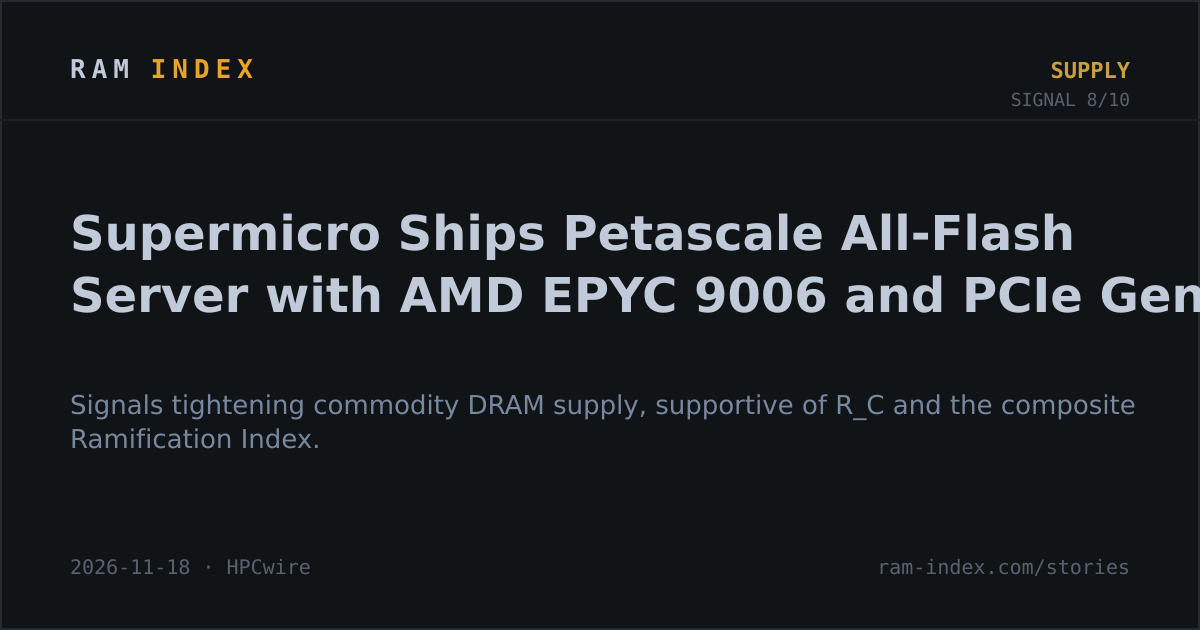 RAM INDEX
SUPPLY
SIGNAL 8/10
Supermicro Ships Petascale All-Flash
Server with AMD EPYC 9006 and PCIe Gen
Signals tightening commodity DRAM supply, supportive of R_C and the composite
Ramification Index.
2026-11-18 · HPCwire
ram-index.com/stories